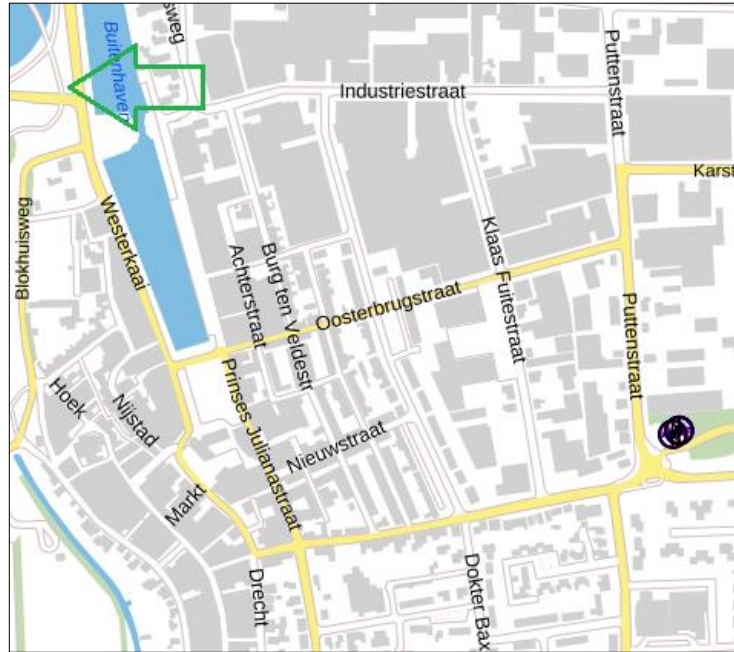 sweg
Buitenhaven
Industriestraat
Puttenstraat
Karst
Blokhuisweg
Westerkaai
Achterstraat
Burg ten Veldestr
Klaas Fuitestraat
Oosterbrugstraat
Puttenstraat
Hoek
Nijstad
Prinses Julianastraat
Nieuwstraat
Markt
Drecht
Dokter Bax